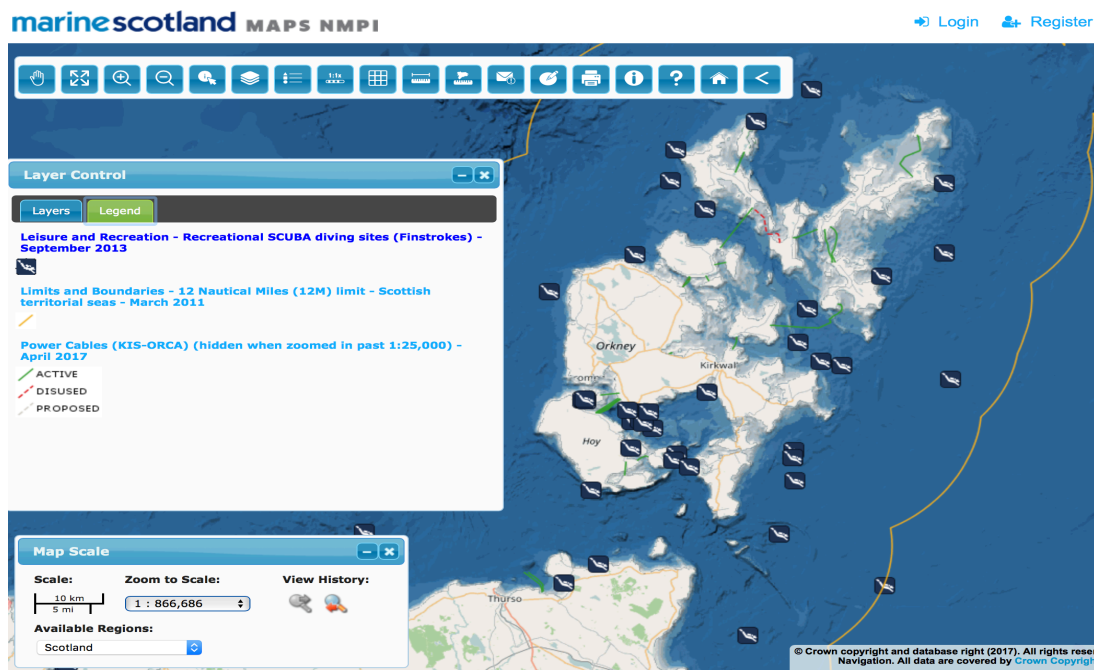 marinescotland MAPS NMPI
Login
Register
1:1x
Layer Control
Layers
Legend
Leisure and Recreation - Recreational SCUBA diving sites (Finstrokes) -
September 2013
Limits and Boundaries - 12 Nautical Miles (12M) limit - Scottish
territorial seas - March 2011
Power Cables (KIS-ORCA) (hidden when zoomed in past 1:25,000) -
April 2017
ACTIVE
DISUSED
PROPOSED
Orkney
Kirkwal
Hoy
Thurso
Map Scale
Scale:
Zoom to Scale:
View History:
10 km
5 mi
1 : 866,686
Available Regions:
Scotland
© Crown copyright and database right (2017). All rights rese
Navigation. All data are covered by Crown Copyrigh